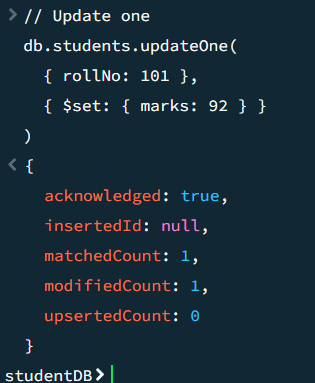 > // Update one
db.students.updateOne(
  { rollNo: 101 },
  { $set: { marks: 92 } }
)
< {
  acknowledged: true,
  insertedId: null,
  matchedCount: 1,
  modifiedCount: 1,
  upsertedCount: 0
}
studentDB>